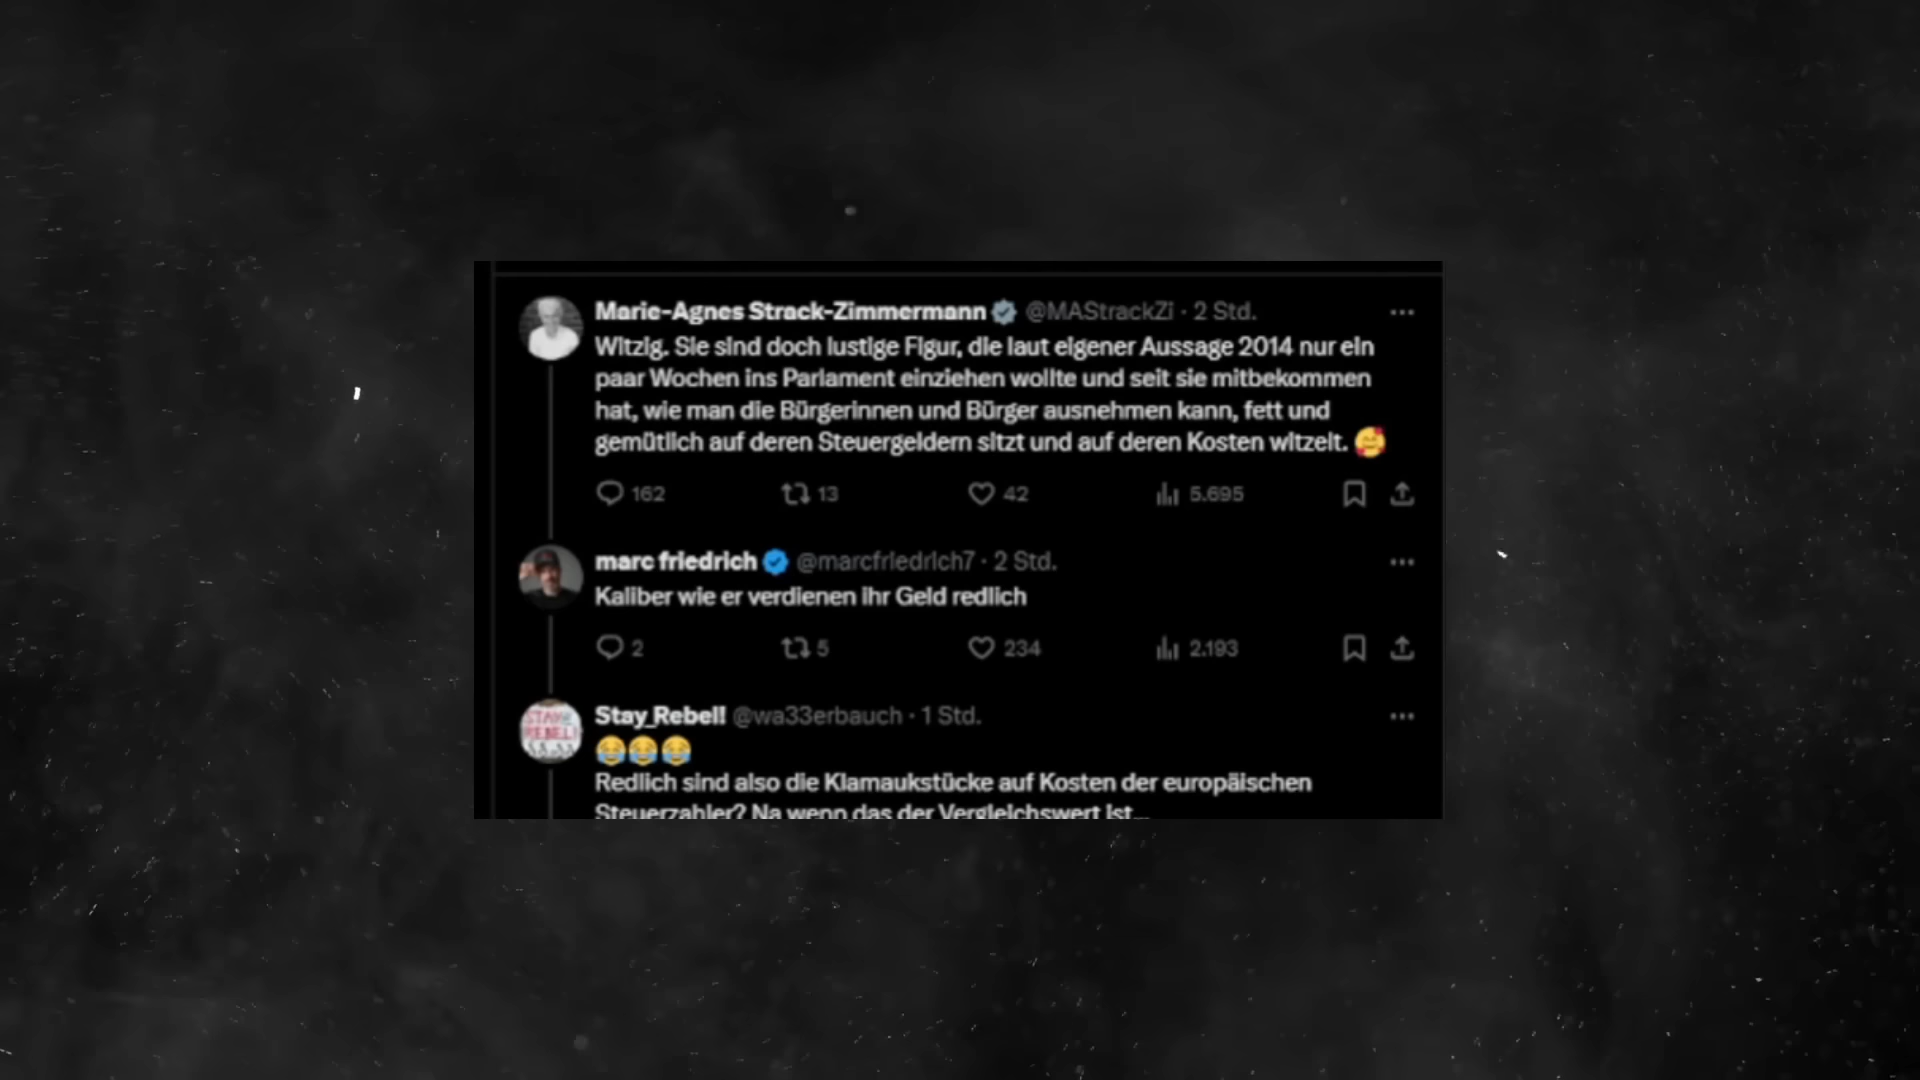 Marie-Agnes Strack-Zimmermann @MAStrackZi · 2 Std.
Witzig. Sie sind doch lustige Figur, die laut eigener Aussage 2014 nur ein
paar Wochen ins Parlament einziehen wollte und seit sie mitbekommen
hat, wie man die Bürgerinnen und Bürger ausnehmen kann, fett und
gemütlich auf deren Steuergeldern sitzt und auf deren Kosten witzelt. 🥰
162 13 42 5.695
marc friedrich @marcfriedrich7 · 2 Std.
Kaliber wie er verdienen ihr Geld redlich
2 5 234 2.193
STAY
REBEL!
Stay_Rebel! @wa33erbauch · 1 Std.
😂😂😂
Redlich sind also die Klamaukstücke auf Kosten der europäischen
Steuerzahler? Na wenn das der Vergleichswert ist...